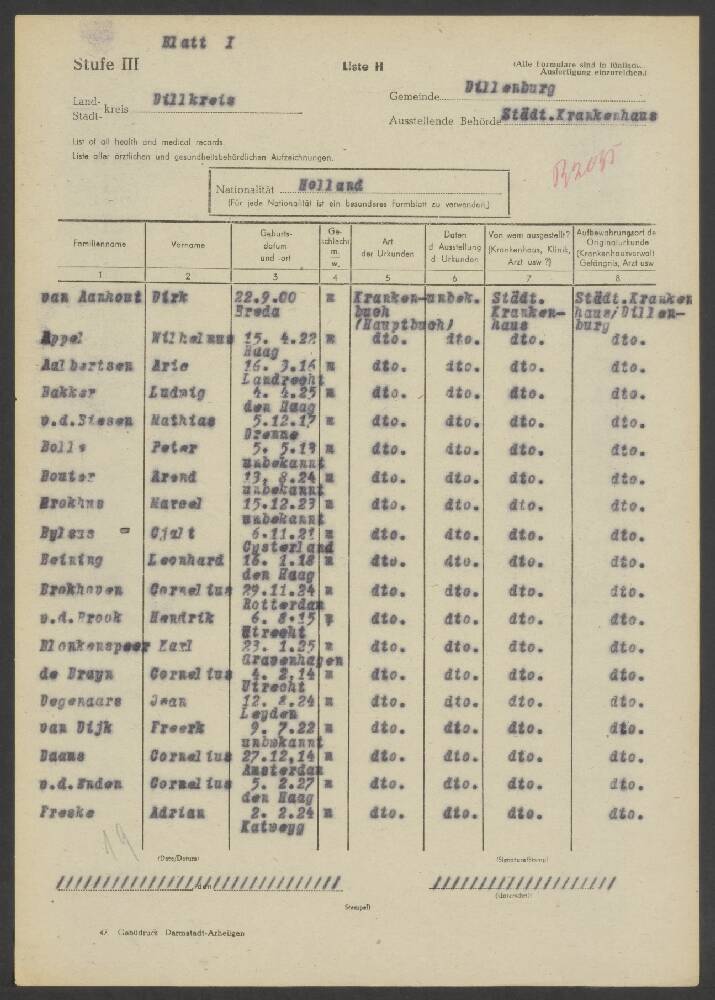 Blatt I
Stufe III
Liste H
(Alle Formulare sind in fünffach.
Ausfertigung einzureichen.)
Land-
Stadt- kreis Dillkreis
Gemeinde Dillenburg
Ausstellende Behörde Städt.Krankenhaus
List of all health and medical records.
Liste aller ärztlichen und gesundheitsbehördlichen Aufzeichnungen.
Nationalität Holland
(Für jede Nationalität ist ein besonderes Formblatt zu verwenden.)
Familienname Vorname Geburts-datum und -ort Ge-schlecht m. w. Art der Urkunden Daten d Ausstellung d Urkunden Von wem ausgestellt? (Krankenhaus, Klinik, Arzt usw ?) Aufbewahrungsort de Originalurkunde (Krankenhausverwalt Gefängnis, Arzt usw
1 2 3 4 5 6 7 8
van Aanhout Dirk 22.9.00 m Kranken- unbek. Städt. Städt.Kranken
Breda buch Kranken- haus/Dillen-
(Hauptbuch) haus burg
Appel Wilhelmus 15. 4.22 m dto. dto. dto. dto.
Haag
Aalbertsen Arie 16. 3.16 m dto. dto. dto. dto.
Landrecht
Bakker Ludwig 4. 4.25 m dto. dto. dto. dto.
den Haag
v.d.Biesen Mathias 5.12.17 m dto. dto. dto. dto.
Bolle Peter 5. 5.19 m dto. dto. dto. dto.
unbekannt
Bouter Arend 13. 8.24 m dto. dto. dto. dto.
unbekannt
Brokhus Marcel 15.12.23 m dto. dto. dto. dto.
unbekannt
Bylsus Cjalt 6.11.21 m dto. dto. dto. dto.
Oysterland
Beining Leonhard 16. 1.18 m dto. dto. dto. dto.
den Haag
Brokhoven Cornelius 29.11.24 m dto. dto. dto. dto.
Rotterdam
v.d.Brook Hendrik 6. 8.15 dto. dto. dto. dto.
Utrecht
Blonkenspoer Karl 23. 1.25 m dto. dto. dto. dto.
Gravenhagen
de Bruyn Cornelius 4. 2.14 m dto. dto. dto. dto.
Utrecht
Degenaars Jean 12. 2.24 m dto. dto. dto. dto.
Leyden
van Dijk Freerk 9. 7.22 m dto. dto. dto. dto.
unbekannt
Daans Cornelius 27.12.14 m dto. dto. dto. dto.
Amsterdam
v.d.Enden Cornelius 5. 2.27 m dto. dto. dto. dto.
den Haag
Freske Adrian 2. 2.24 m dto. dto. dto. dto.
Katweyg
19
(Date/Datum)
(Signature/Stempel)
den
(Unterschrift)
(Stempel)
Ganddruck Darmstadt-Arheilgen